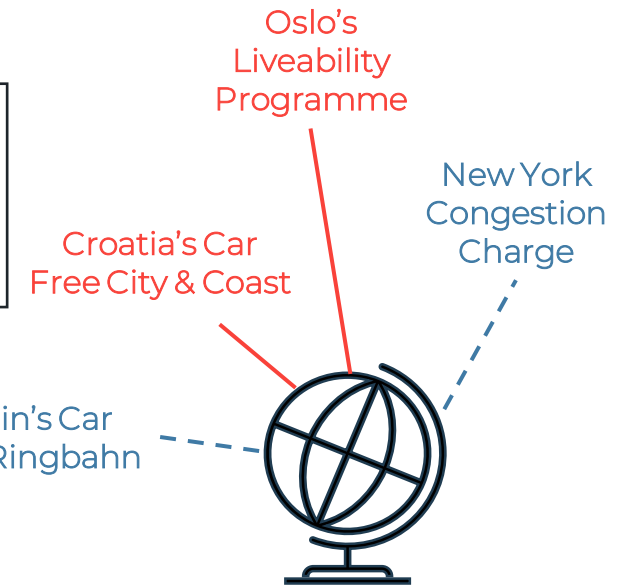 Oslo's
Liveability
Programme
New York
Congestion
Charge
Croatia's Car
Free City & Coast
in's Car
Ringbahn